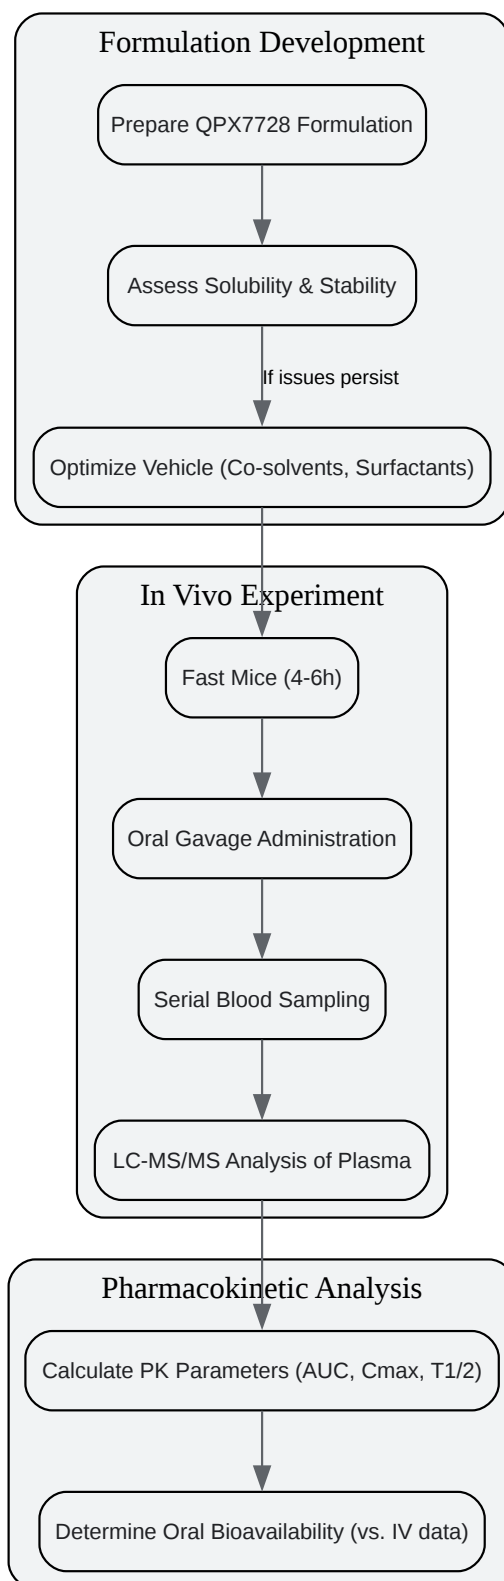 Formulation Development
Prepare QPX7728 Formulation
Assess Solubility & Stability
If issues persist
Optimize Vehicle (Co-solvents, Surfactants)
In Vivo Experiment
Fast Mice (4-6h)
Oral Gavage Administration
Serial Blood Sampling
LC-MS/MS Analysis of Plasma
Pharmacokinetic Analysis
Calculate PK Parameters (AUC, Cmax, T1/2)
Determine Oral Bioavailability (vs. IV data)